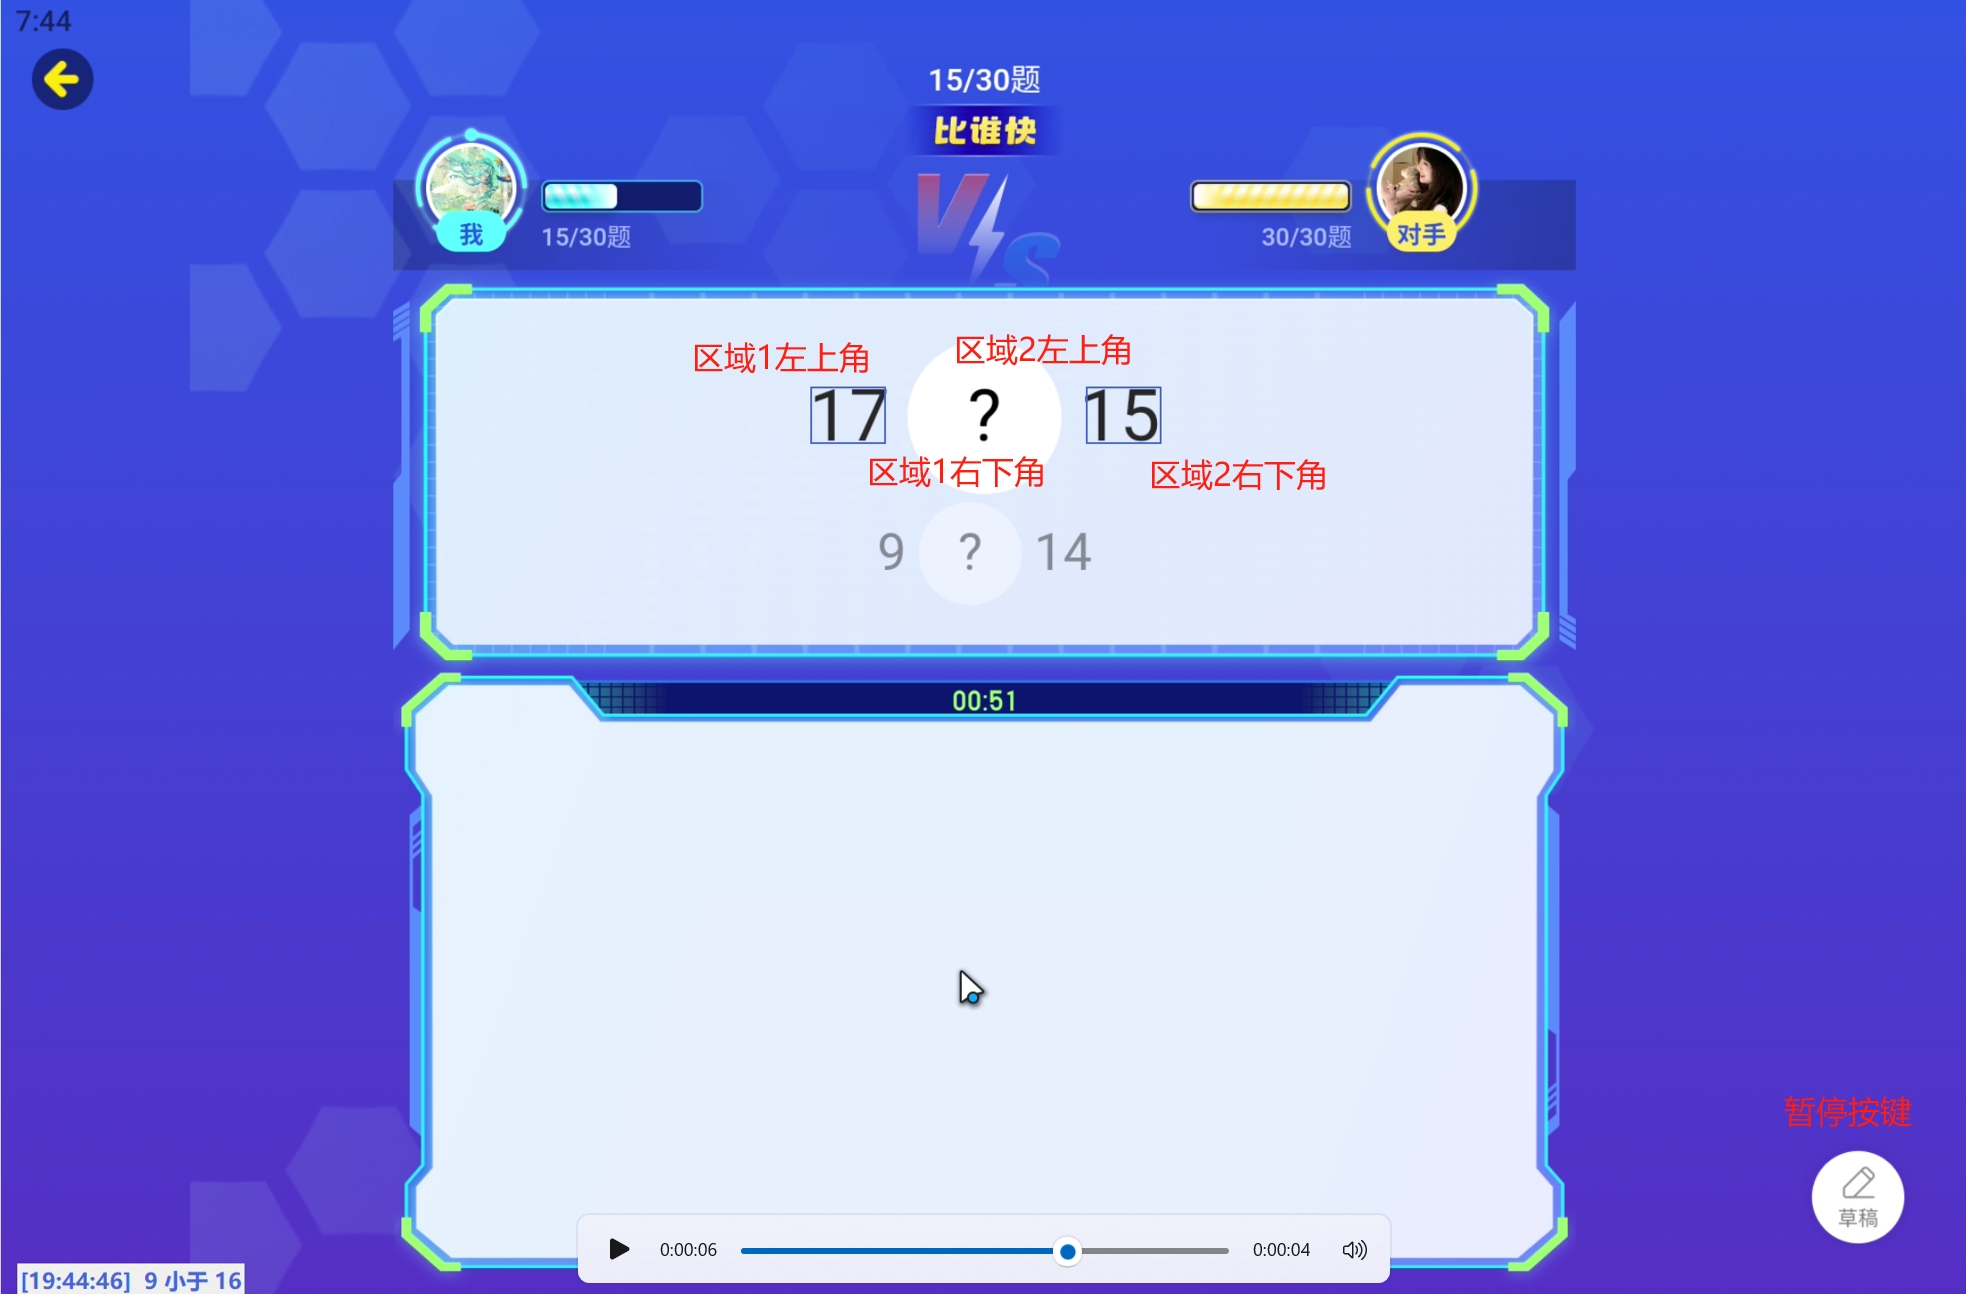 7:44
15/30题
比谁快
VS
我
15/30题
30/30题
对手
区域1左上角
区域2左上角
17 ? 15
区域1右下角
区域2右下角
9 ? 14
00:51
暂停按键
草稿
0:00:06
0:00:04
[19:44:46] 9 小于 16